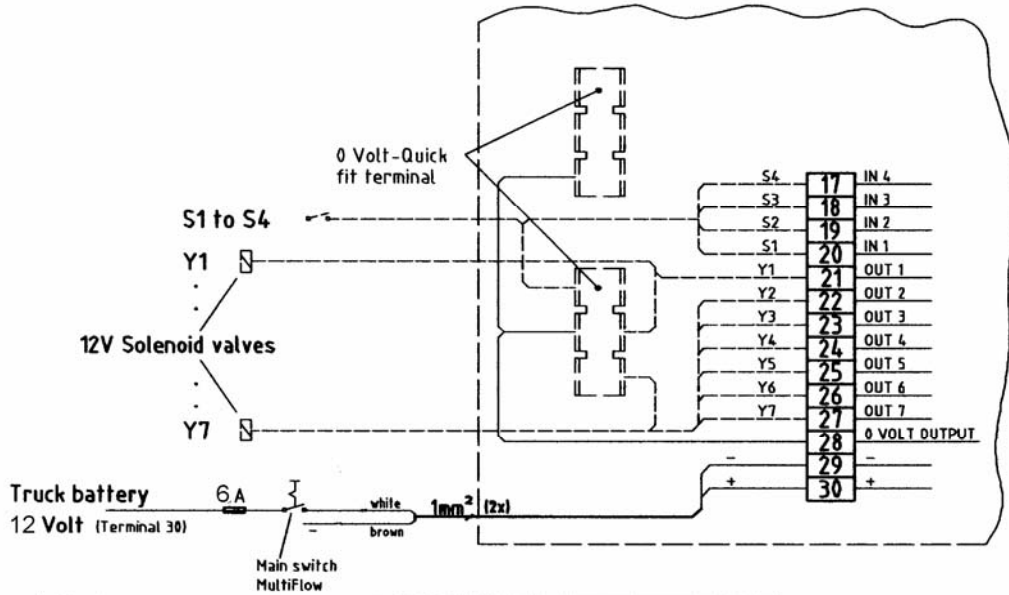 0 Volt-Quick
fit terminal
S1 to S4
Y1
12V Solenoid valves
Y7
Truck battery
12 Volt (Terminal 30)
6.A
white
brown
-
1mm² (2x)
Main switch
MultiFlow
S4 17 IN 4
S3 18 IN 3
S2 19 IN 2
S1 20 IN 1
Y1 21 OUT 1
Y2 22 OUT 2
Y3 23 OUT 3
Y4 24 OUT 4
Y5 25 OUT 5
Y6 26 OUT 6
Y7 27 OUT 7
28 0 VOLT OUTPUT
- 29 -
+ 30 +